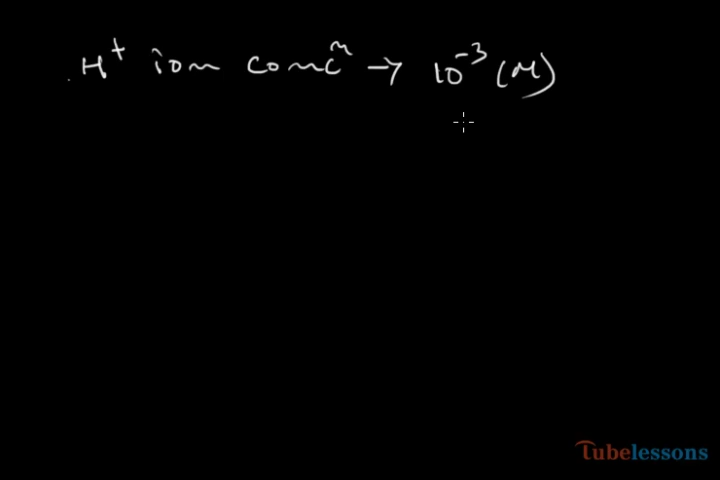 H⁺ ion concⁿ → 10⁻³ (M)
Tubelessons